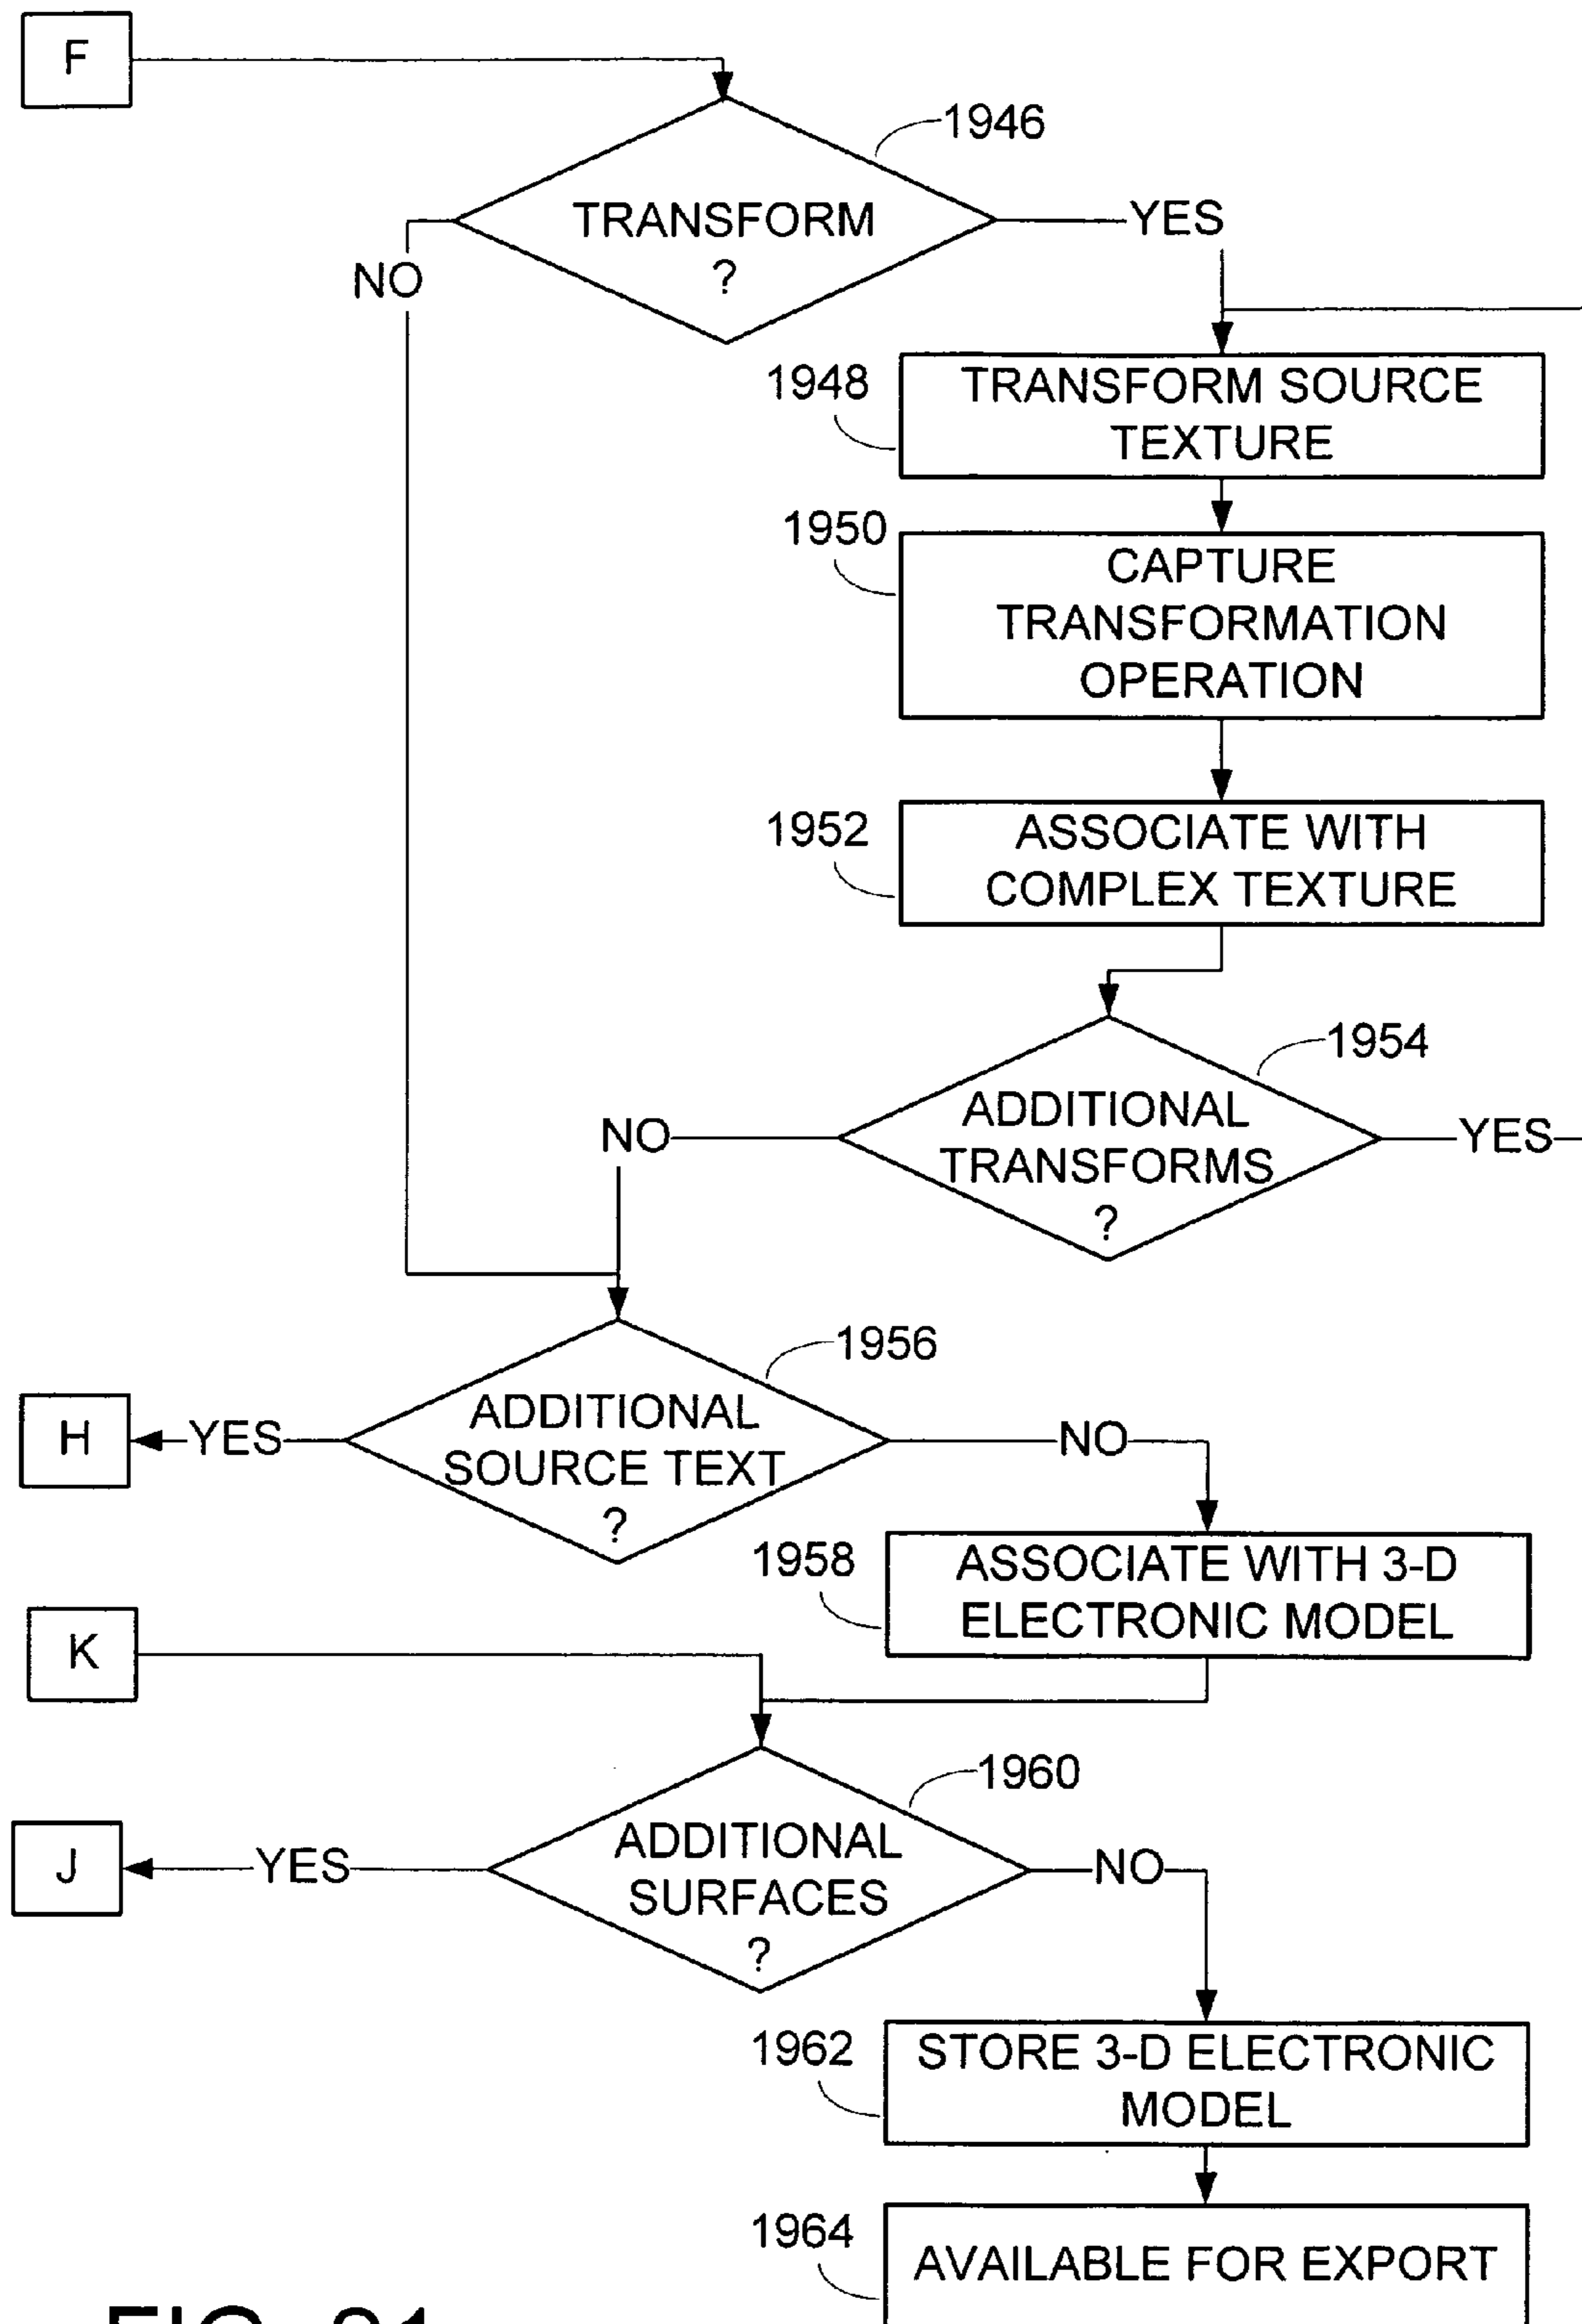 F
1946
TRANSFORM
?
YES
NO
1948
TRANSFORM SOURCE
TEXTURE
1950
CAPTURE
TRANSFORMATION
OPERATION
1952
ASSOCIATE WITH
COMPLEX TEXTURE
1954
ADDITIONAL
TRANSFORMS
?
NO
YES
1956
ADDITIONAL
SOURCE TEXT
?
H
YES
NO
1958
ASSOCIATE WITH 3-D
ELECTRONIC MODEL
K
1960
ADDITIONAL
SURFACES
?
J
YES
NO
1962
STORE 3-D ELECTRONIC
MODEL
1964
AVAILABLE FOR EXPORT
FIG. 21